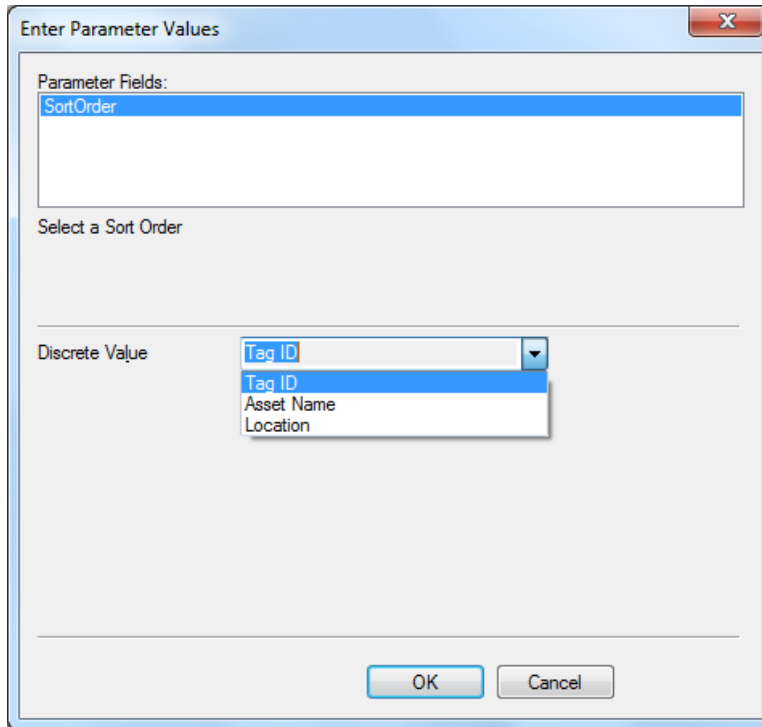 Enter Parameter Values
Parameter Fields:
SortOrder
Select a Sort Order
Discrete Value
Tag ID
Tag ID
Asset Name
Location
OK
Cancel